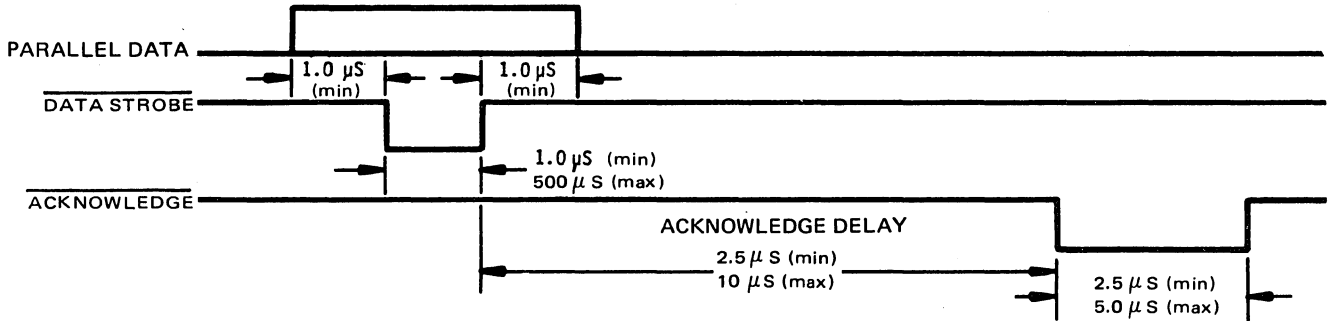 PARALLEL DATA
1.0 µS 1.0 µS
(min) (min)
DATA STROBE
1.0 µS (min)
500 µ S (max)
ACKNOWLEDGE
ACKNOWLEDGE DELAY
2.5 µ S (min)
10 µS (max)
2.5 µ S (min)
5.0 µ S (max)